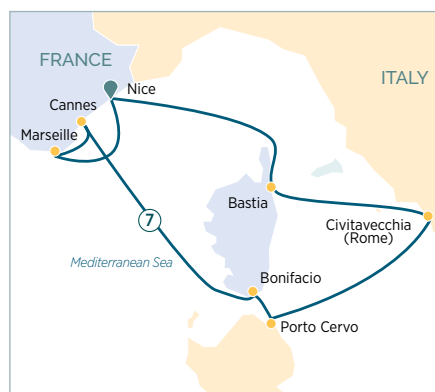 FRANCE
ITALY
Nice
Cannes
Marseille
Bastia
Civitavecchia
(Rome)
7
Mediterranean Sea
Bonifacio
Porto Cervo